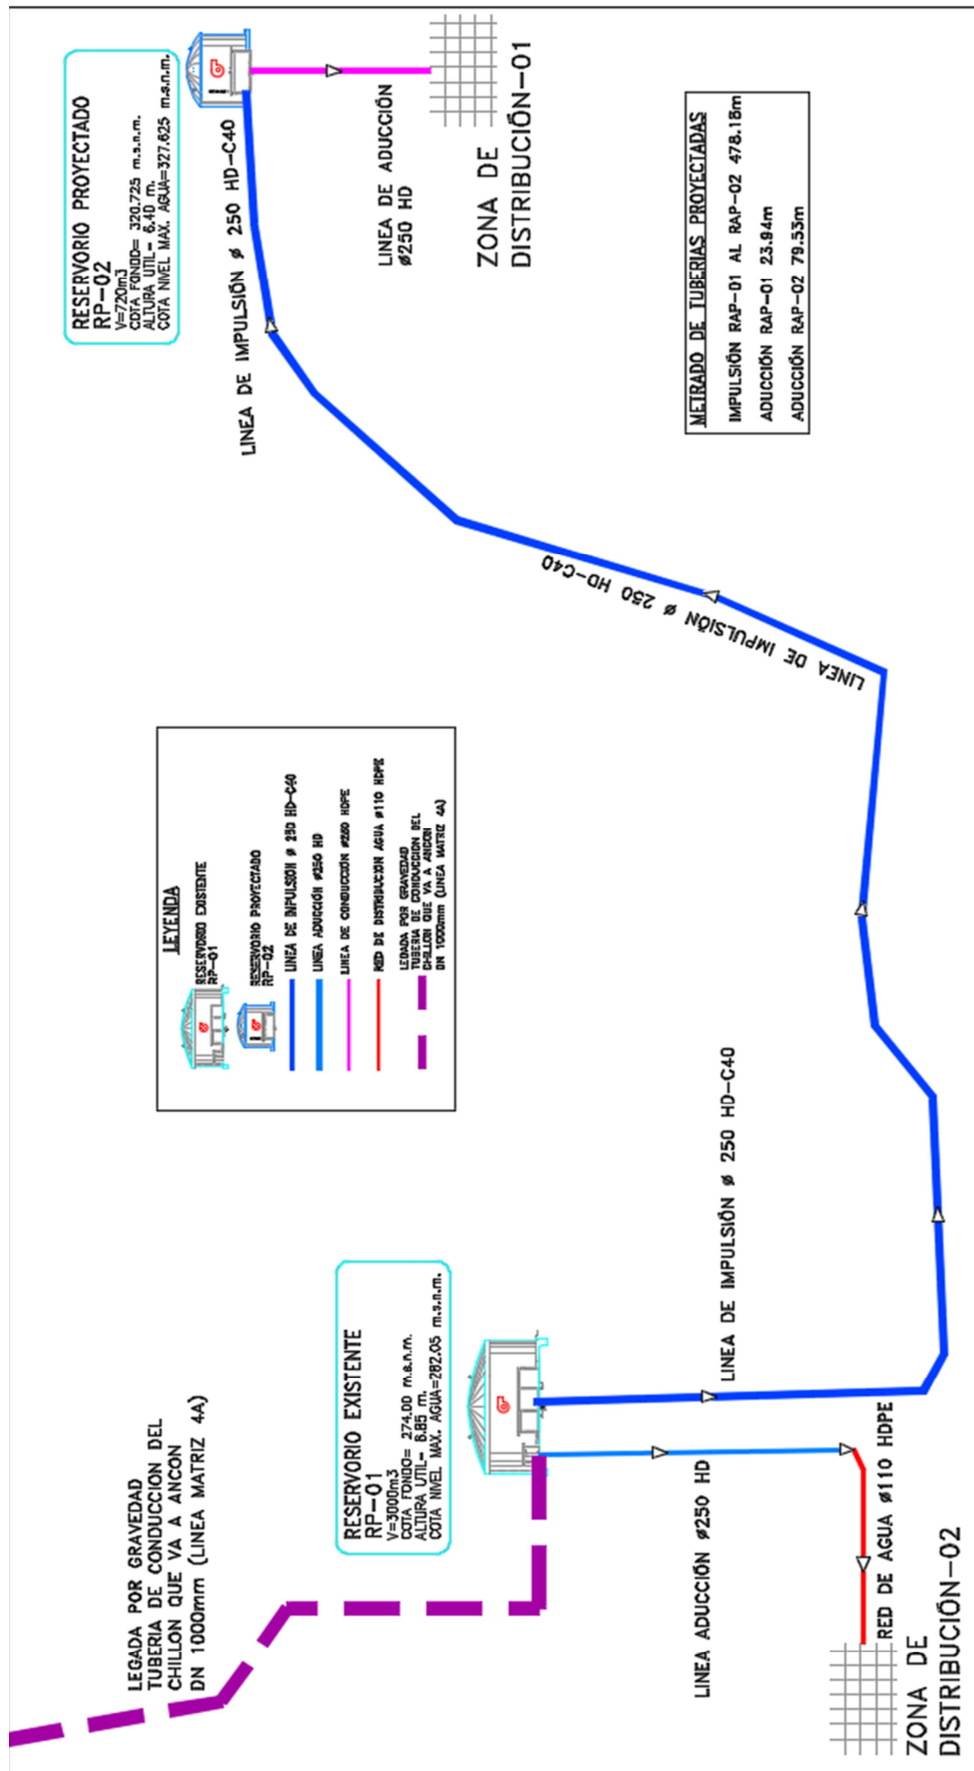 LEGADA POR GRAVEDAD
TUBERIA DE CONDUCCION DEL
CHILLON QUE VA A ANCON
DN 1000mm (LINEA MATRIZ 4A)
RESERVORIO EXISTENTE
RP-01
V=3000m3
COTA FONDO= 274.00 m.s.n.m.
ALTURA UTIL= 8.85 m.
COTA NIVEL MAX. AGUA=282.05 m.s.n.m.
LEYENDA
RESERVORIO EXISTENTE
RP-01
RESERVORIO PROYECTADO
RP-02
LINEA DE IMPULSION ø 250 HD-C40
LINEA ADUCCIÓN ø250 HD
LINEA DE CONDUCCIÓN ø250 HDPE
RED DE DISTRIBUCION AGUA ø110 HDPE
LEGADA POR GRAVEDAD
TUBERIA DE CONDUCCION DEL
CHILLON QUE VA A ANCON
DN 1000mm (LINEA MATRIZ 4A)
RESERVORIO PROYECTADO
RP-02
V=720m3
COTA FONDO= 320.725 m.s.n.m.
ALTURA UTIL= 6.40 m.
COTA NIVEL MAX. AGUA=327.625 m.s.n.m.
LINEA DE IMPULSIÓN ø 250 HD-C40
LINEA DE ADUCCIÓN
ø250 HD
ZONA DE
DISTRIBUCIÓN-01
LINEA DE IMPULSIÓN ø 250 HD-C40
METRADO DE TUBERIAS PROYECTADAS
IMPULSIÓN RAP-01 AL RAP-02 478.18m
ADUCCIÓN RAP-01 23.94m
ADUCCIÓN RAP-02 79.53m
LINEA DE IMPULSIÓN ø 250 HD-C40
LINEA ADUCCIÓN ø250 HD
RED DE AGUA ø110 HDPE
ZONA DE
DISTRIBUCIÓN-02